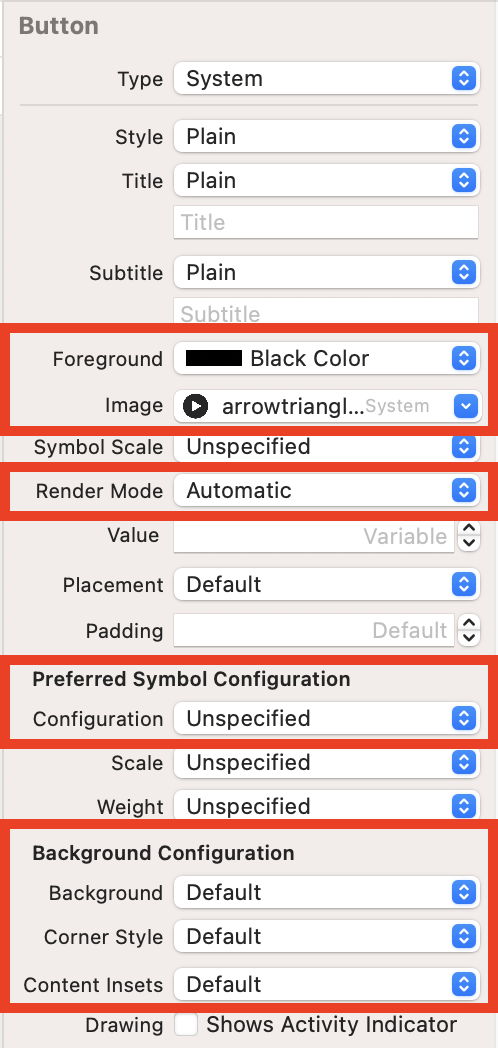 Button
Type System
Style Plain
Title Plain
Title
Subtitle Plain
Subtitle
Foreground Black Color
Image arrowtriangl...System
Symbol Scale Unspecified
Render Mode Automatic
Value Variable
Placement Default
Padding Default
Preferred Symbol Configuration
Configuration Unspecified
Scale Unspecified
Weight Unspecified
Background Configuration
Background Default
Corner Style Default
Content Insets Default
Drawing Shows Activity Indicator